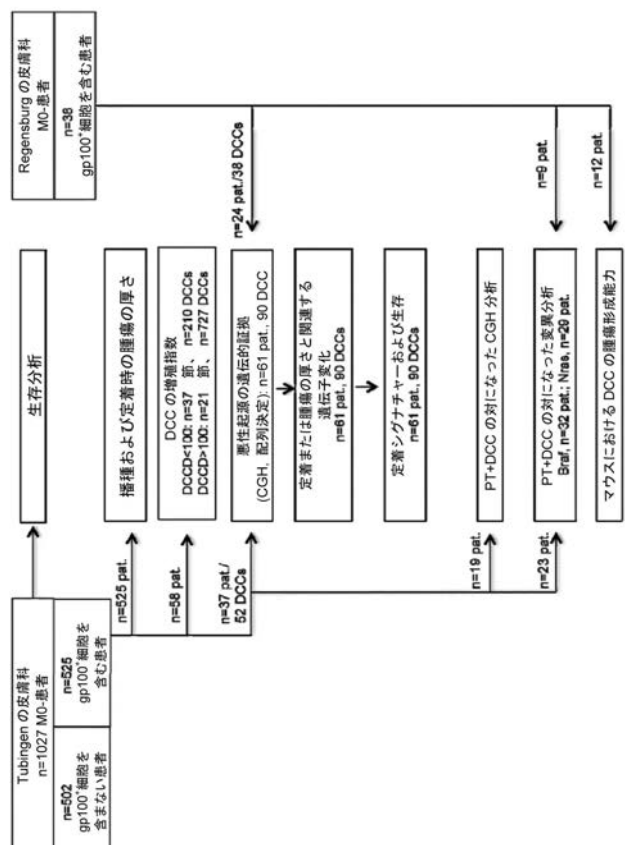 Tubingen の皮膚科
n=1027 M0-患者
n=502
gp100⁺細胞を
含まない患者
n=525
gp100⁺細胞を
含む患者
Regensburg の皮膚科
M0-患者
n=38
gp100⁺細胞を含む患者
生存分析
n=525 pat.
播種および定着時の腫瘍の厚さ
n=58 pat.
DCC の増殖指数
DCCD<100: n=37 節、 n=210 DCCs
DCCD>100: n=21 節、 n=727 DCCs
n=37 pat./
52 DCCs
悪性起源の遺伝的証拠
(CGH, 配列決定): n=61 pat., 90 DCC
n=24 pat./38 DCCs
定着または腫瘍の厚さと関連する
遺伝子変化
n=61 pat., 90 DCCs
定着シグナチャーおよび生存
n=61 pat., 90 DCCs
n=19 pat.
PT+DCC の対になった CGH 分析
n=23 pat.
PT+DCC の対になった変異分析
Braf, n=32 pat.; Nras, n=29 pat.
n=9 pat.
マウスにおける DCC の腫瘍形成能力
n=12 pat.